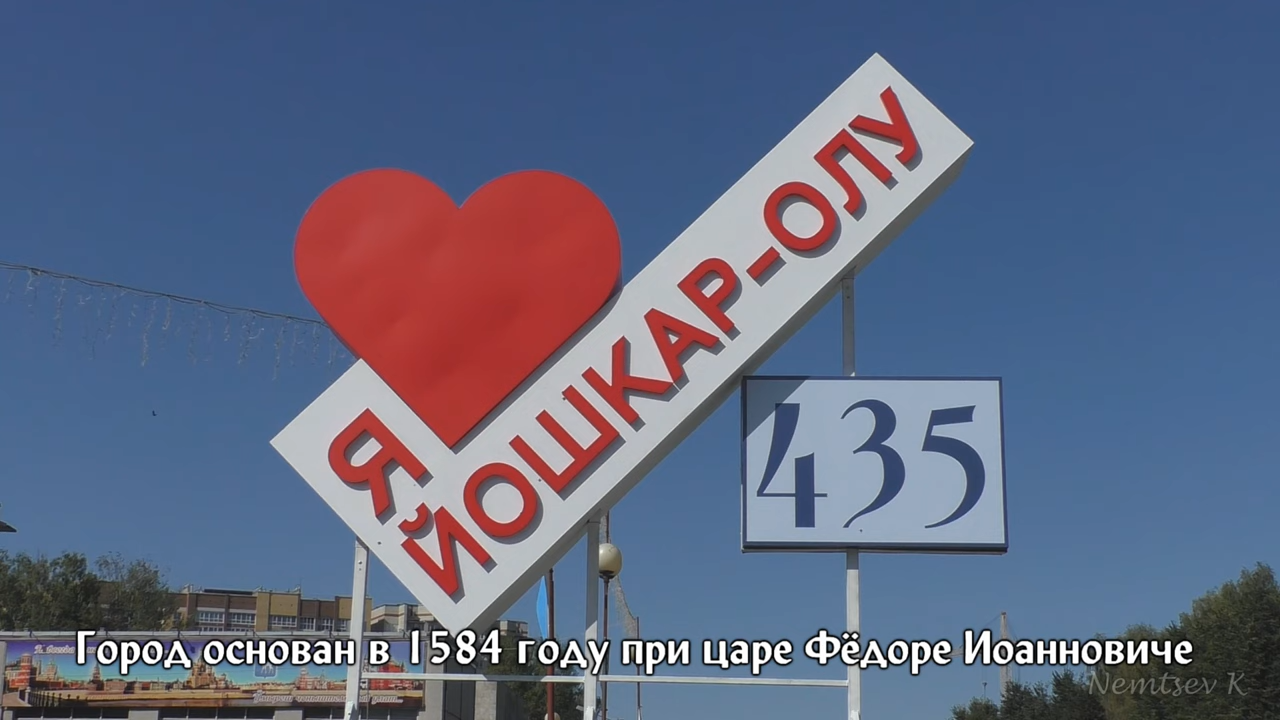 Я
ЙОШКАР-ОЛУ
435
Город основан в 1584 году при царе Фёдоре Иоанновиче
Nemtsev K